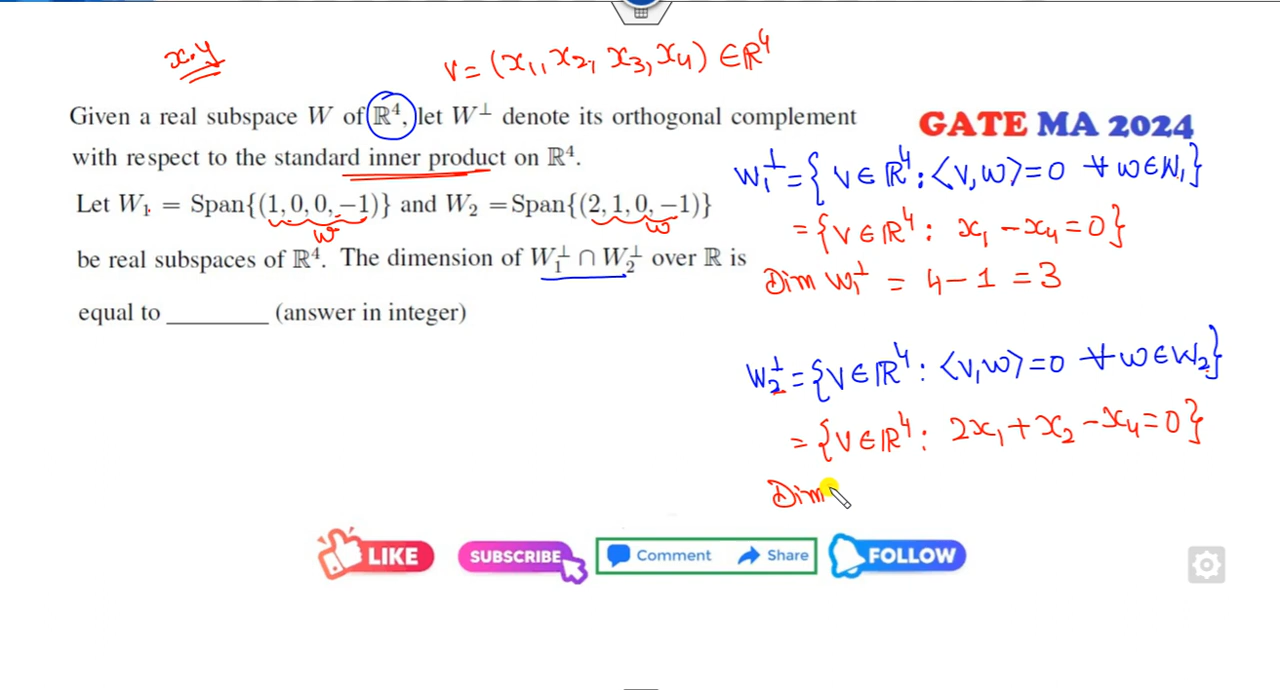 x.y
v = (x₁, x₂, x₃, x₄) ∈ ℝ⁴
Given a real subspace W of ℝ⁴, let W⊥ denote its orthogonal complement
with respect to the standard inner product on ℝ⁴.
Let W₁ = Span{(1, 0, 0, −1)} and W₂ =Span{(2, 1, 0, −1)}
w w
be real subspaces of ℝ⁴. The dimension of W₁⊥ ∩ W₂⊥ over ℝ is
equal to ________ (answer in integer)
GATE MA 2024
W₁⊥ = { v ∈ ℝ⁴ : ⟨v, w⟩ = 0 ∀ w ∈ W₁}
= {v ∈ ℝ⁴ : x₁ − x₄ = 0}
Dim W₁⊥ = 4 − 1 = 3
W₂⊥ = {v ∈ ℝ⁴ : ⟨v, w⟩ = 0 ∀ w ∈ W₂}
= {v ∈ ℝ⁴ : 2x₁ + x₂ − x₄ = 0}
Dim
LIKE SUBSCRIBE Comment Share FOLLOW